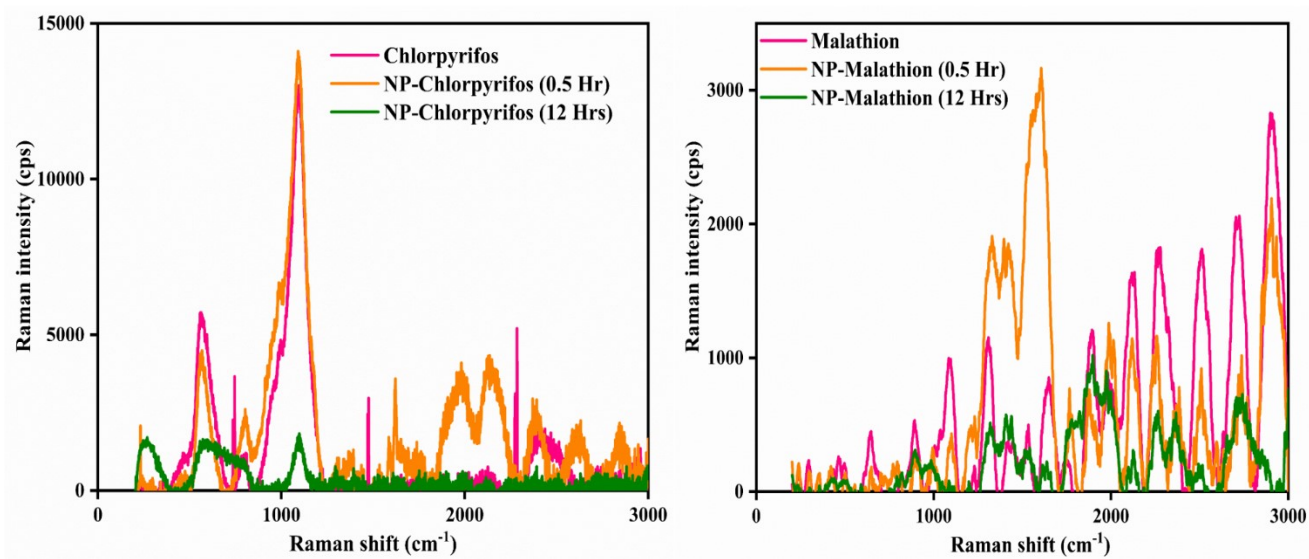 15000
10000
5000
0
Raman intensity (cps)
Chlorpyrifos
NP-Chlorpyrifos (0.5 Hr)
NP-Chlorpyrifos (12 Hrs)
0
1000
2000
3000
Raman shift (cm⁻¹)
3000
2000
1000
0
Raman intensity (cps)
Malathion
NP-Malathion (0.5 Hr)
NP-Malathion (12 Hrs)
0
1000
2000
3000
Raman shift (cm⁻¹)